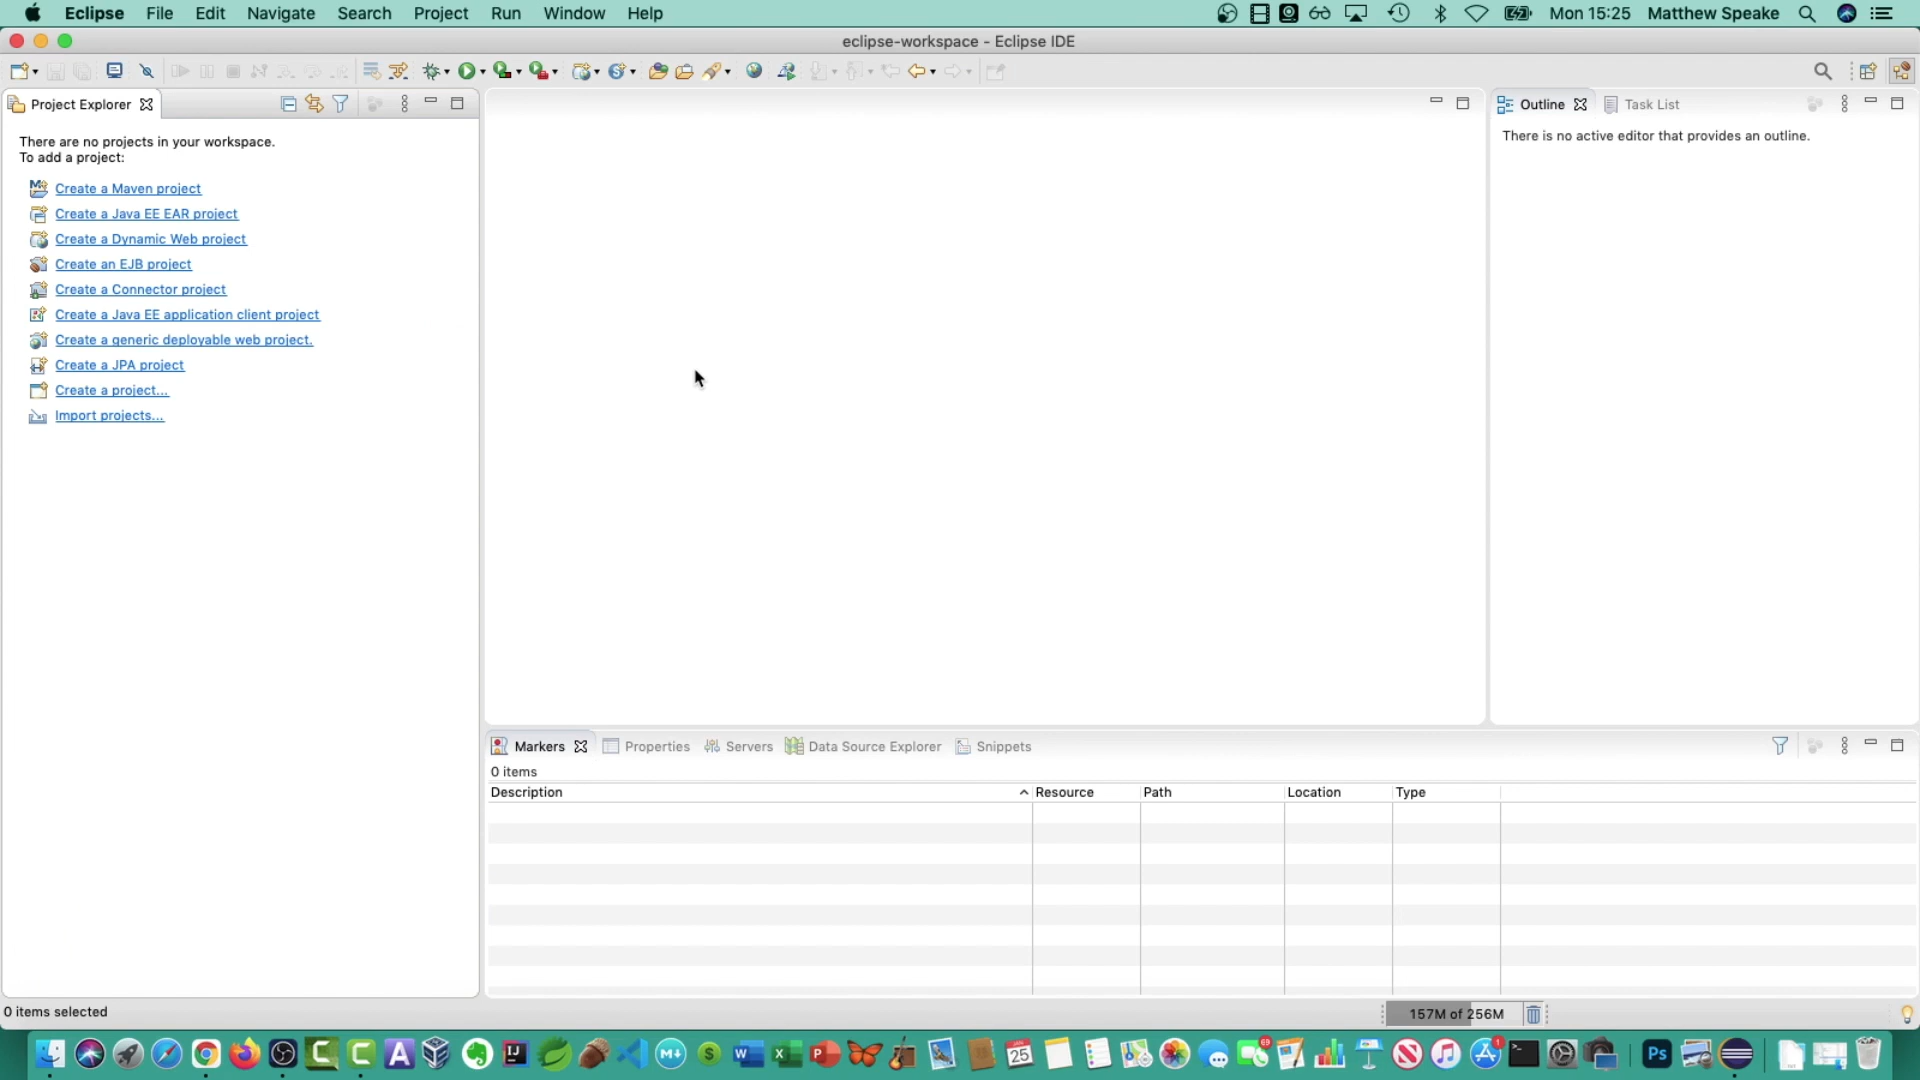 Eclipse File Edit Navigate Search Project Run Window Help
Mon 15:25 Matthew Speake
eclipse-workspace - Eclipse IDE
Project Explorer
There are no projects in your workspace.
To add a project:
Create a Maven project
Create a Java EE EAR project
Create a Dynamic Web project
Create an EJB project
Create a Connector project
Create a Java EE application client project
Create a generic deployable web project.
Create a JPA project
Create a project...
Import projects...
Outline Task List
There is no active editor that provides an outline.
Markers Properties Servers Data Source Explorer Snippets
0 items
Description Resource Path Location Type
0 items selected
157M of 256M